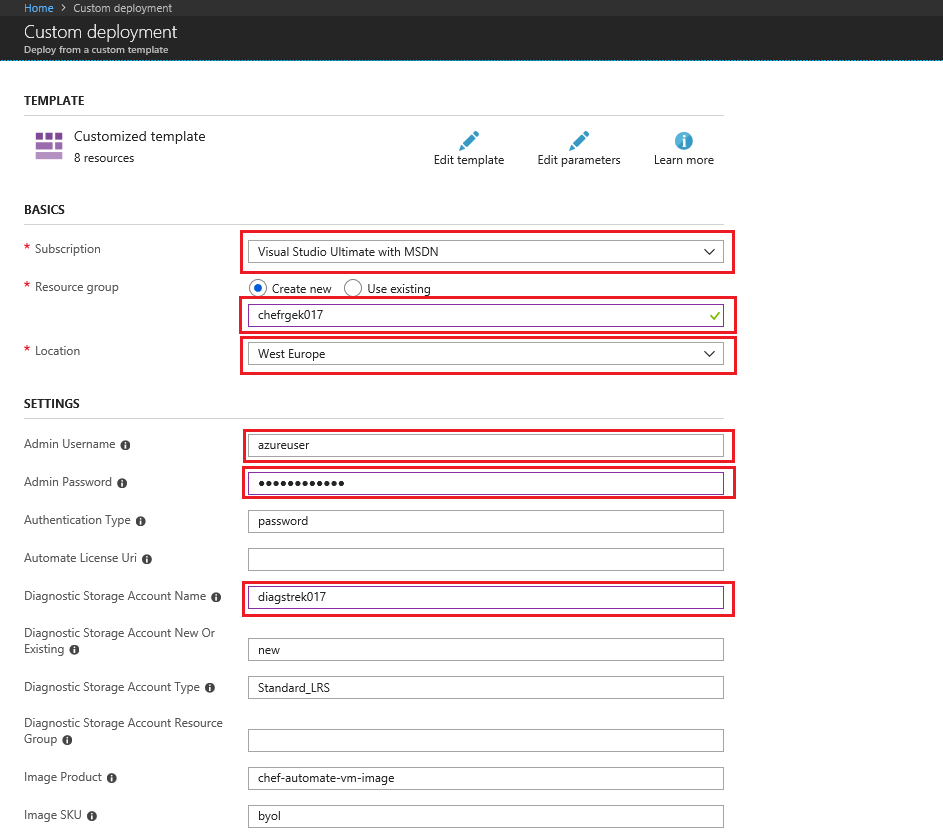 Home > Custom deployment
Custom deployment
Deploy from a custom template
TEMPLATE
Customized template
8 resources
Edit template
Edit parameters
Learn more
BASICS
* Subscription
Visual Studio Ultimate with MSDN
* Resource group
Create new
Use existing
chefrgek017
* Location
West Europe
SETTINGS
Admin Username
azureuser
Admin Password
••••••••••••
Authentication Type
password
Automate License Uri
Diagnostic Storage Account Name
diagstrek017
Diagnostic Storage Account New Or
Existing
new
Diagnostic Storage Account Type
Standard_LRS
Diagnostic Storage Account Resource
Group
Image Product
chef-automate-vm-image
Image SKU
byol